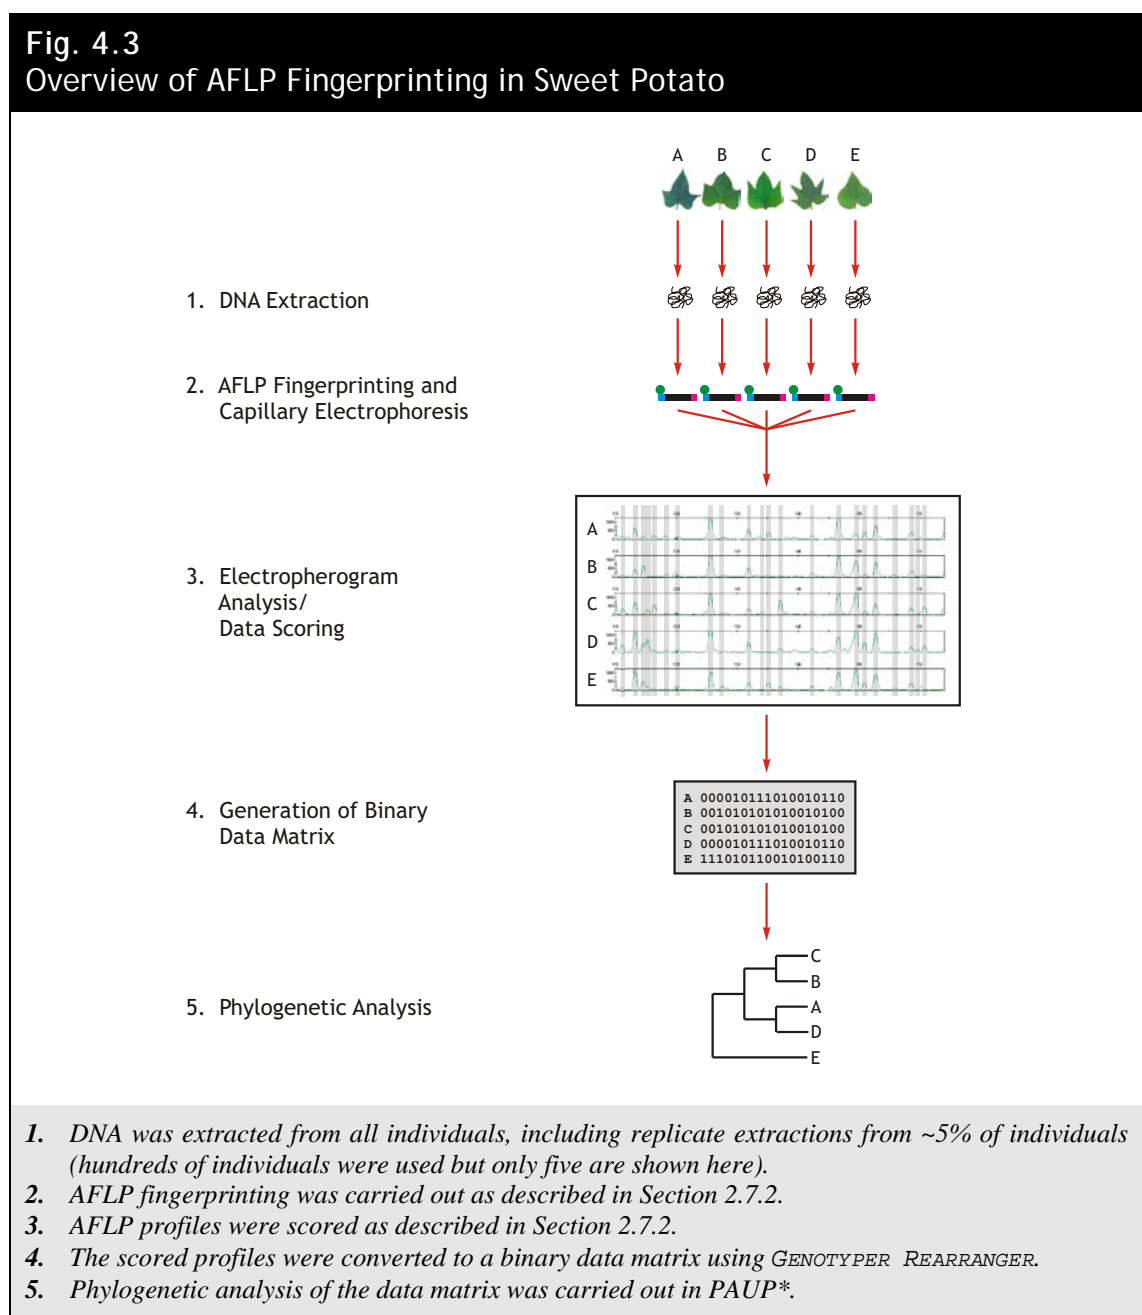 Fig. 4.3
Overview of AFLP Fingerprinting in Sweet Potato
A B C D E
1. DNA Extraction
2. AFLP Fingerprinting and
Capillary Electrophoresis
3. Electropherogram
Analysis/
Data Scoring
A
B
C
D
E
4. Generation of Binary
Data Matrix
A 000010111010010110
B 001010101010010100
C 001010101010010100
D 000010111010010110
E 111010110010100110
5. Phylogenetic Analysis
C
B
A
D
E
1. DNA was extracted from all individuals, including replicate extractions from ~5% of individuals
(hundreds of individuals were used but only five are shown here).
2. AFLP fingerprinting was carried out as described in Section 2.7.2.
3. AFLP profiles were scored as described in Section 2.7.2.
4. The scored profiles were converted to a binary data matrix using GENOTYPER REARRANGER.
5. Phylogenetic analysis of the data matrix was carried out in PAUP*.